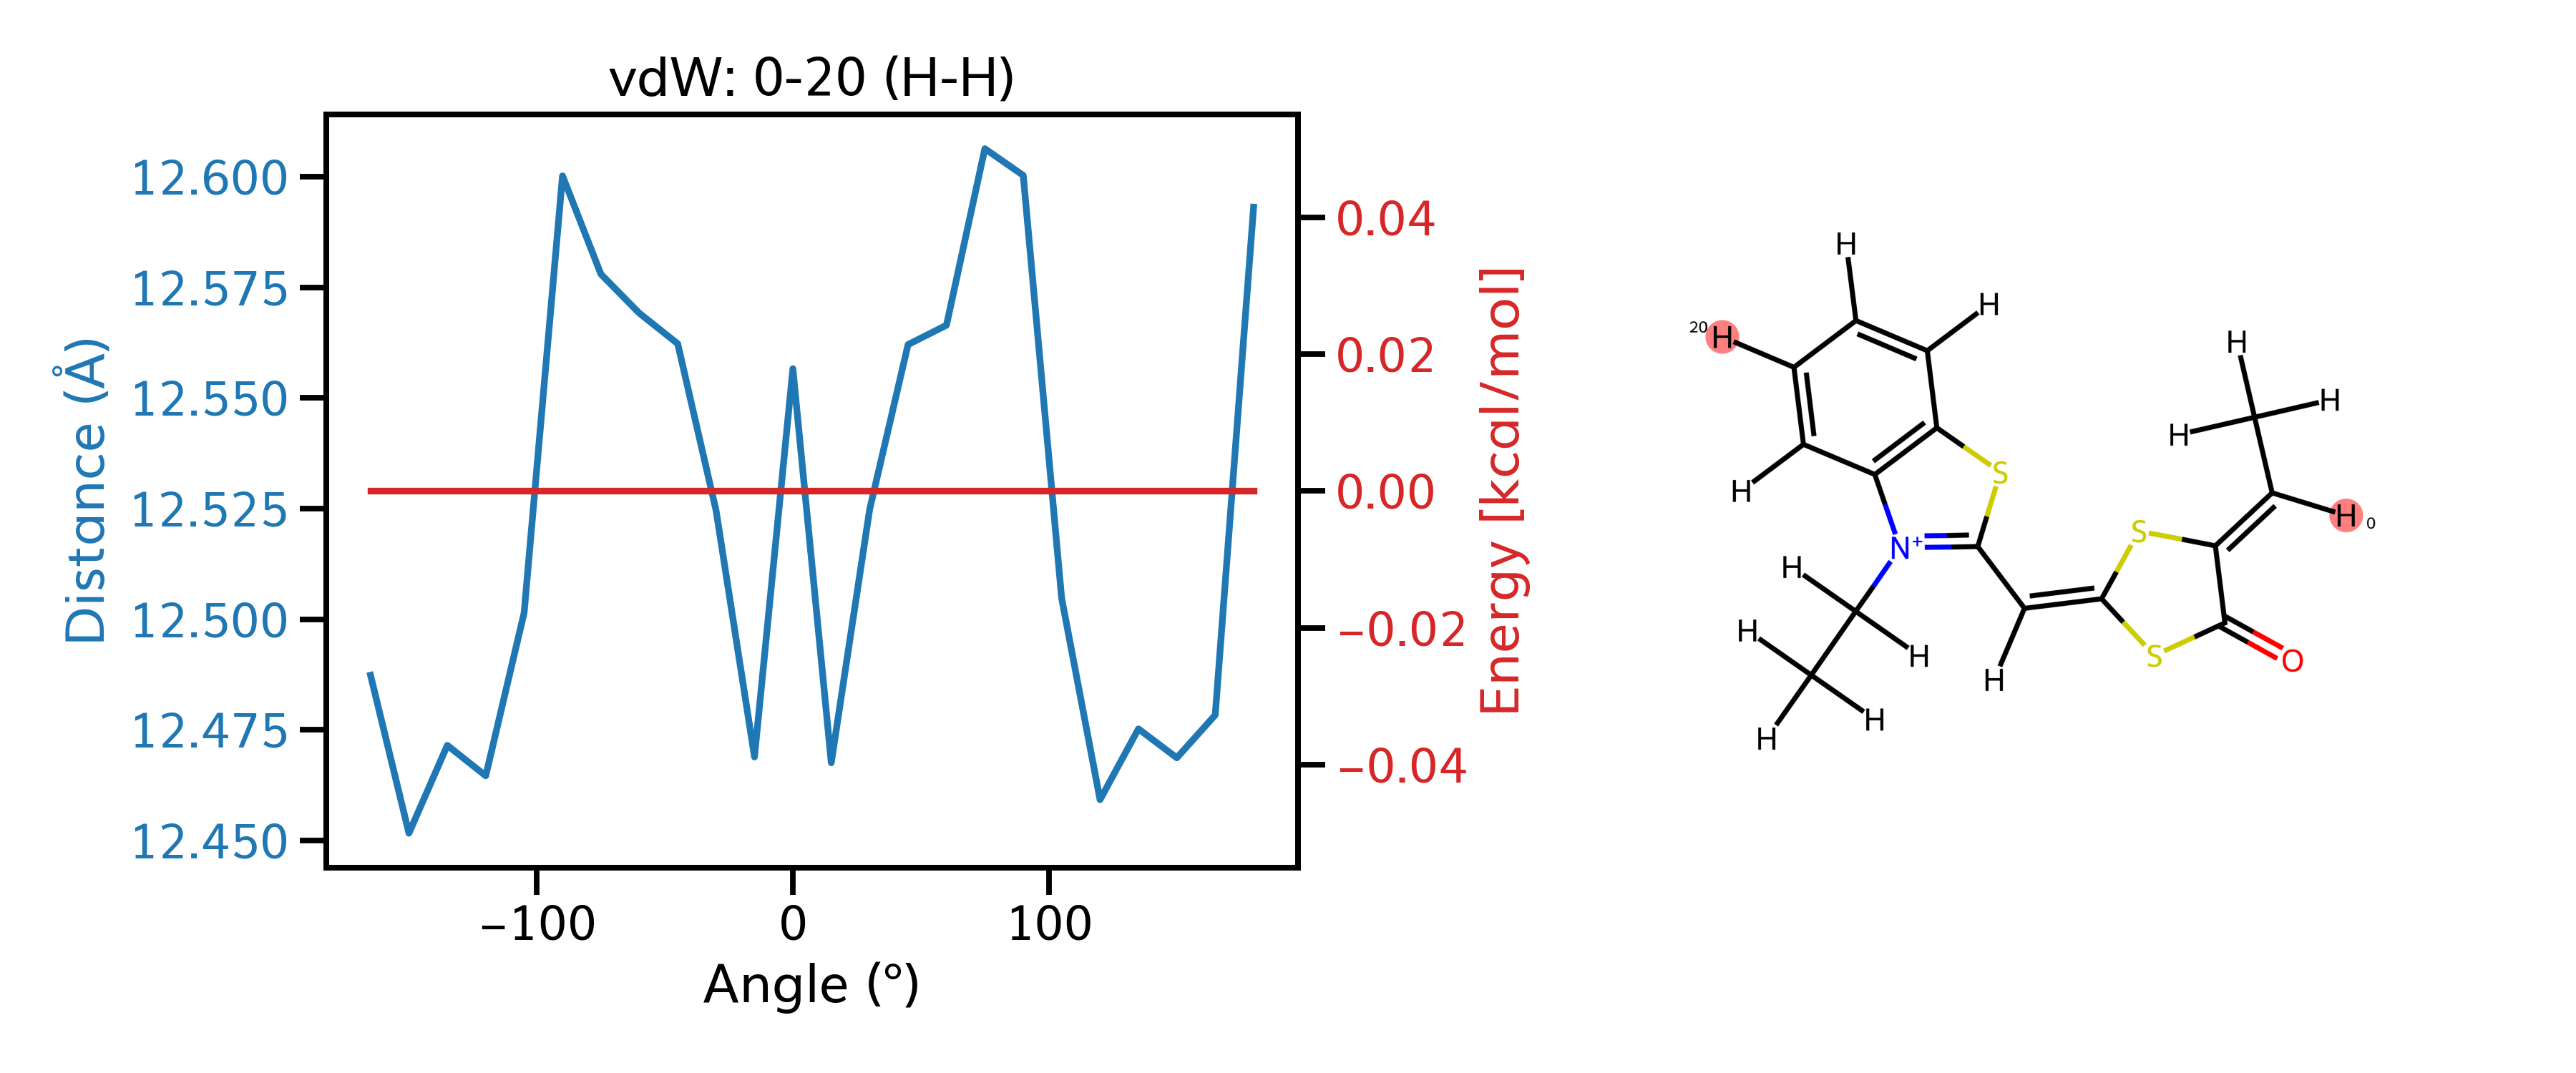 vdW: 0-20 (H-H)
Distance (Å)
12.600
12.575
12.550
12.525
12.500
12.475
12.450
−100
0
100
Angle (°)
0.04
0.02
0.00
−0.02
−0.04
Energy [kcal/mol]
H
H
20 H
H
H
H
H
S
S
H 0
N+
H
H
H
S
O
H
H
H